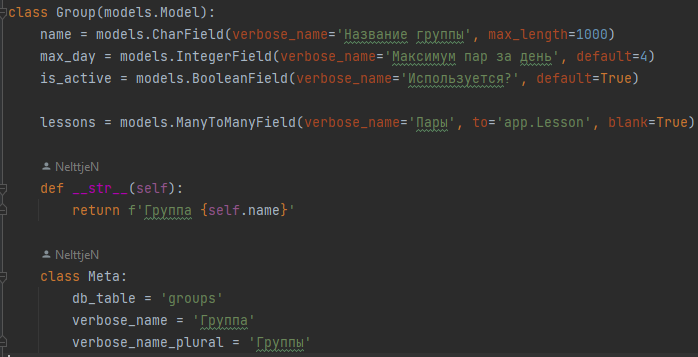 class Group(models.Model):
name = models.CharField(verbose_name='Название группы', max_length=1000)
max_day = models.IntegerField(verbose_name='Максимум пар за день', default=4)
is_active = models.BooleanField(verbose_name='Используется?', default=True)
lessons = models.ManyToManyField(verbose_name='Пары', to='app.Lesson', blank=True)
NelttjeN
def __str__(self):
return f'Группа {self.name}'
NelttjeN
class Meta:
db_table = 'groups'
verbose_name = 'Группа'
verbose_name_plural = 'Группы'